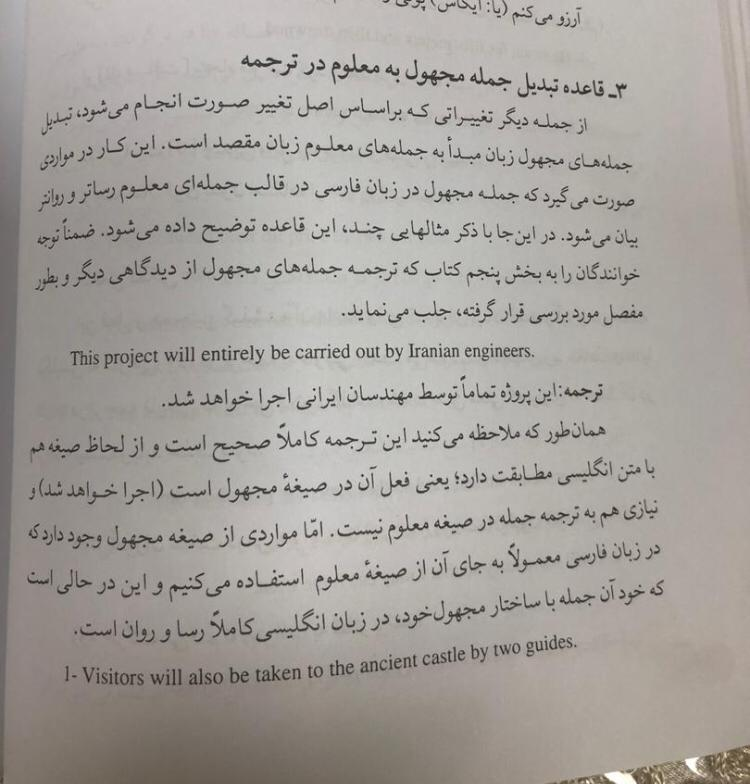 آرزو می‌کنم (یا: ایکاش) پولی
۳ـ قاعده تبدیل جمله مجهول به معلوم در ترجمه
از جمله دیگر تغییراتی که براساس اصل تغییر صورت انجام می‌شود، تبدیل
جمله‌های مجهول زبان مبدأ به جمله‌های معلوم زبان مقصد است. این کار در مواردی
صورت می‌گیرد که جمله مجهول در زبان فارسی در قالب جمله‌ای معلوم رساتر و روانتر
بیان می‌شود. در این‌جا با ذکر مثالهایی چند، این قاعده توضیح داده می‌شود. ضمناً توجه
خوانندگان را به بخش پنجم کتاب که ترجمه جمله‌های مجهول از دیدگاهی دیگر و بطور
مفصل مورد بررسی قرار گرفته، جلب می‌نماید.
This project will entirely be carried out by Iranian engineers.
ترجمه: این پروژه تماماً توسط مهندسان ایرانی اجرا خواهد شد.
همان‌طور که ملاحظه می‌کنید این ترجمه کاملاً صحیح است و از لحاظ صیغه هم
با متن انگلیسی مطابقت دارد؛ یعنی فعل آن در صیغهٔ مجهول است (اجرا خواهد شد) و
نیازی هم به ترجمه جمله در صیغه معلوم نیست. امّا مواردی از صیغه مجهول وجود دارد که
در زبان فارسی معمولاً به جای آن از صیغهٔ معلوم استفاده می‌کنیم و این در حالی است
که خود آن جمله با ساختار مجهول خود، در زبان انگلیسی کاملاً رسا و روان است.
1- Visitors will also be taken to the ancient castle by two guides.